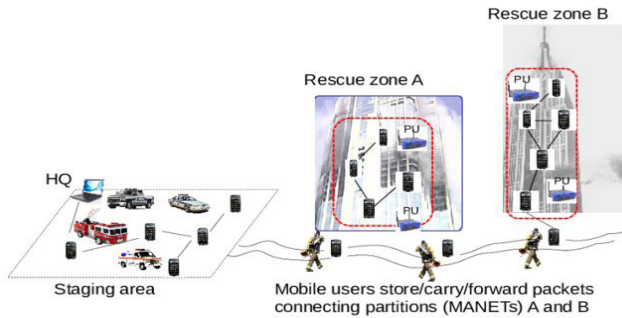 Rescue zone B
Rescue zone A
PU
PU
HQ
PU
PU
Staging area
Mobile users store/carry/forward packets
connecting partitions (MANETs) A and B